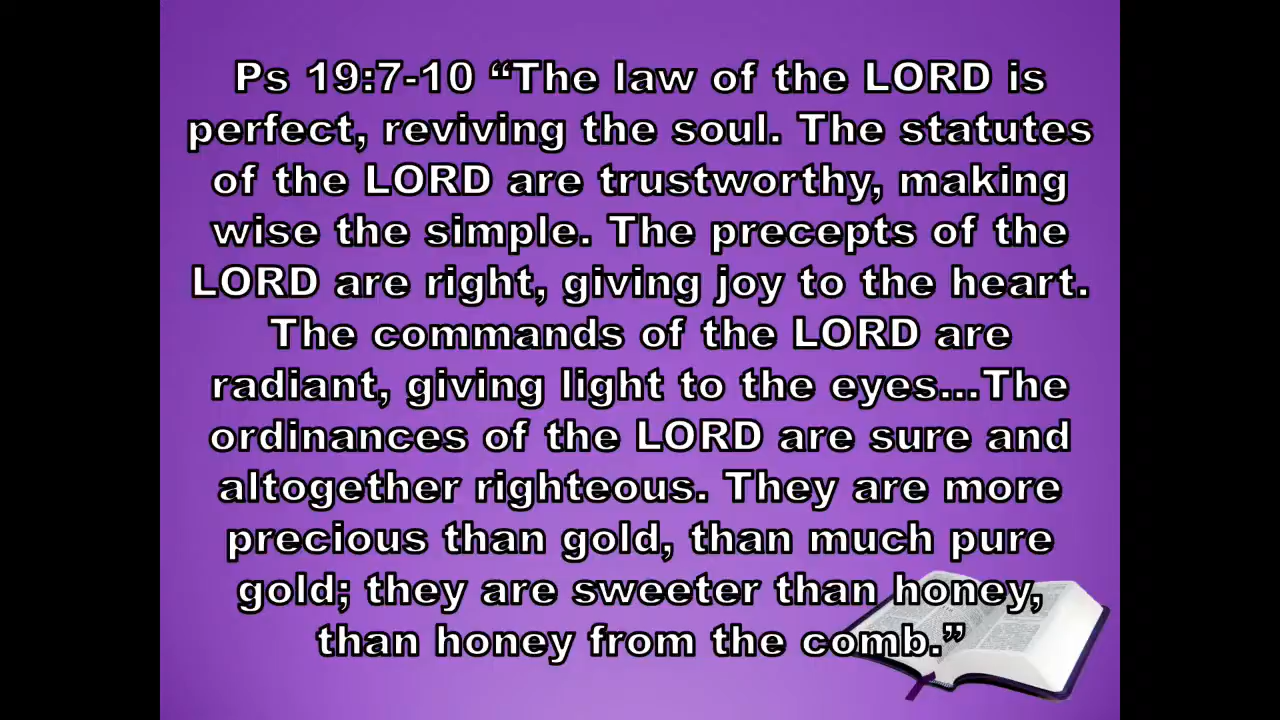 Ps 19:7-10 “The law of the LORD is
perfect, reviving the soul. The statutes
of the LORD are trustworthy, making
wise the simple. The precepts of the
LORD are right, giving joy to the heart.
The commands of the LORD are
radiant, giving light to the eyes...The
ordinances of the LORD are sure and
altogether righteous. They are more
precious than gold, than much pure
gold; they are sweeter than honey,
than honey from the comb.”